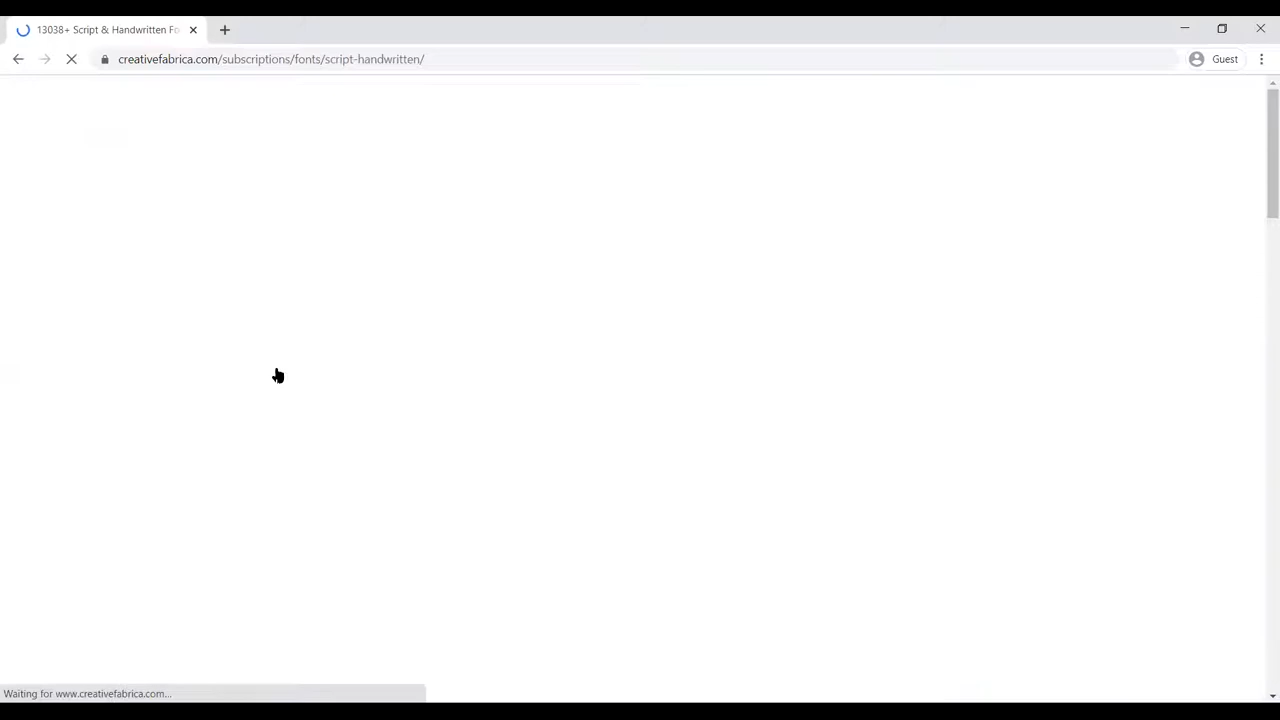 13038+ Script & Handwritten Fo
creativefabrica.com/subscriptions/fonts/script-handwritten/
Guest
Waiting for www.creativefabrica.com...